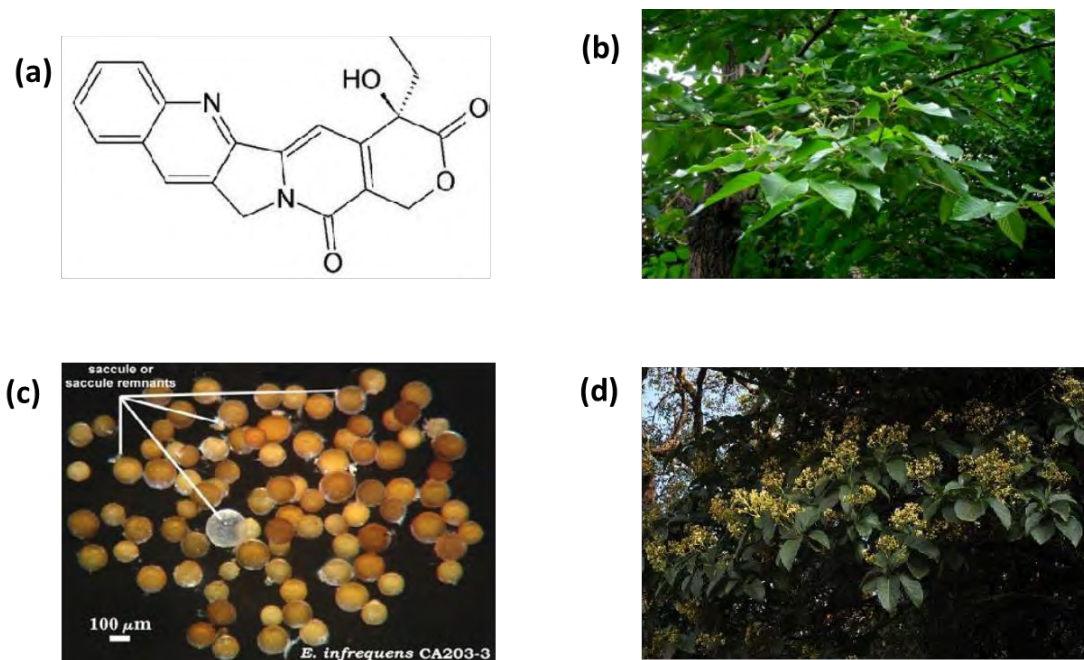 (a)
HO
N
O
O
N
O
(b)
(c)
saccule or
saccule remnants
100 µm
E. infrequens CA203-3
(d)